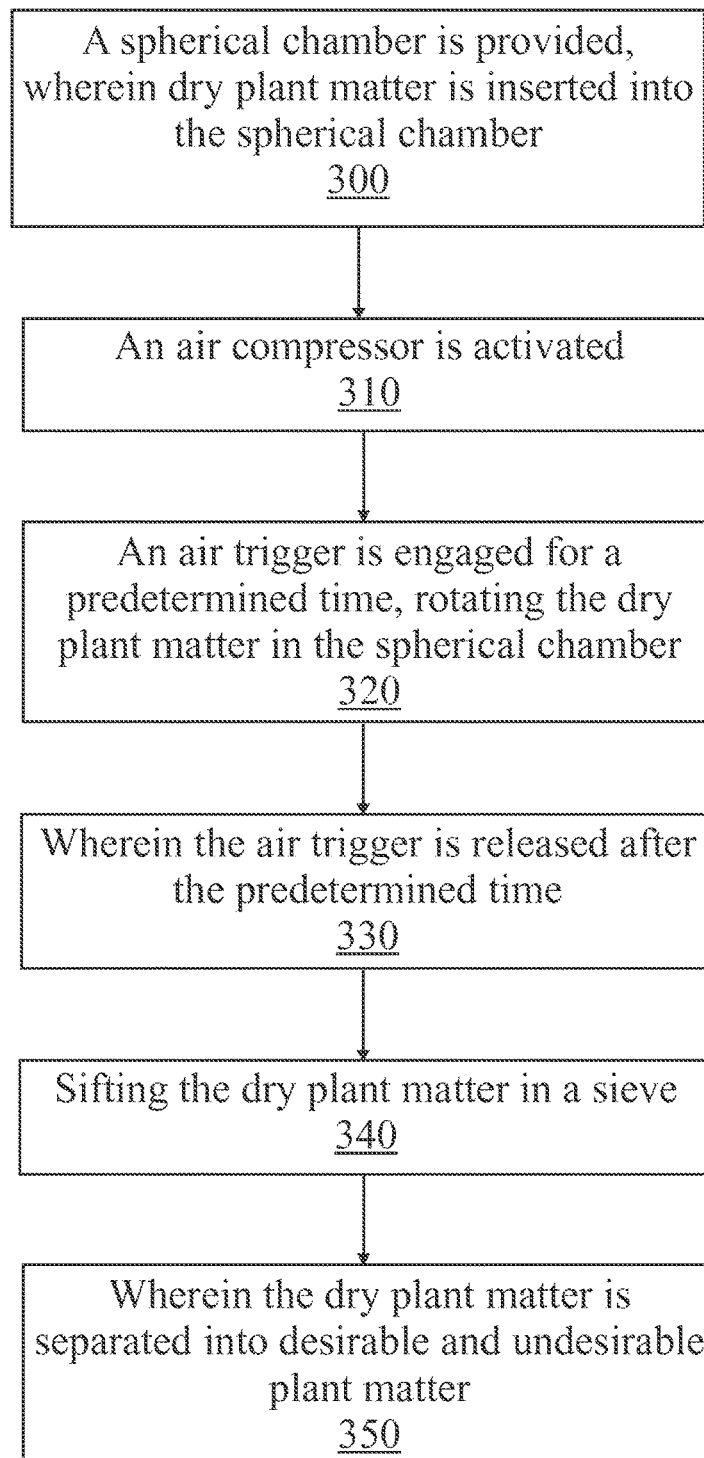 A spherical chamber is provided,
wherein dry plant matter is inserted into
the spherical chamber
300
An air compressor is activated
310
An air trigger is engaged for a
predetermined time, rotating the dry
plant matter in the spherical chamber
320
Wherein the air trigger is released after
the predetermined time
330
Sifting the dry plant matter in a sieve
340
Wherein the dry plant matter is
separated into desirable and undesirable
plant matter
350